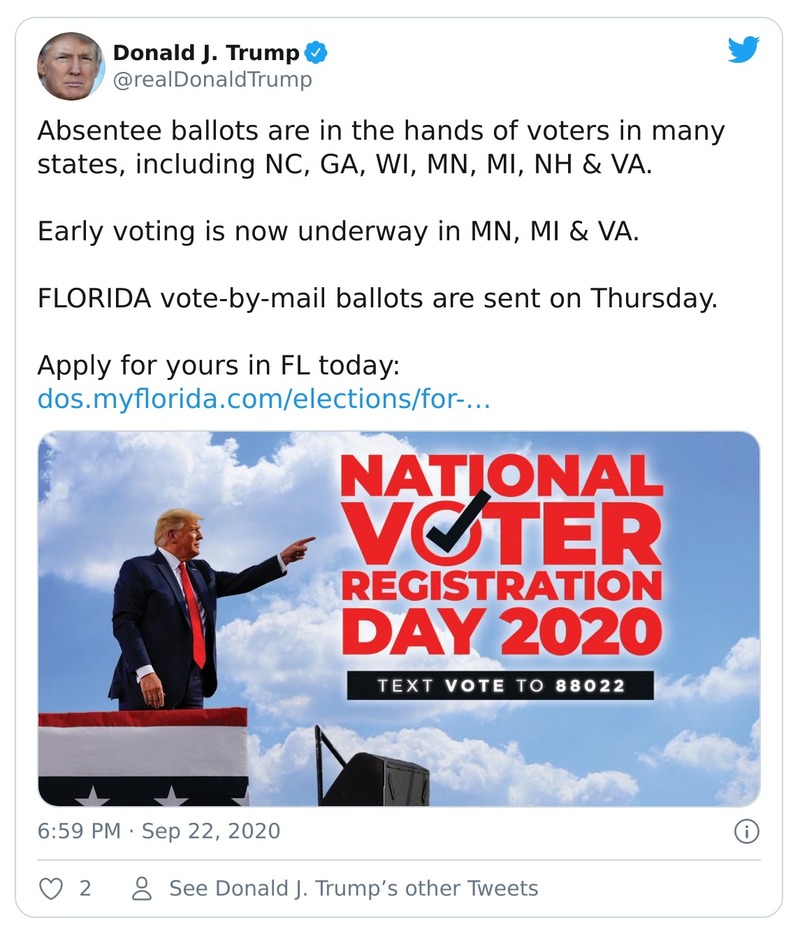 Donald J. Trump
@realDonaldTrump
Absentee ballots are in the hands of voters in many
states, including NC, GA, WI, MN, MI, NH & VA.
Early voting is now underway in MN, MI & VA.
FLORIDA vote-by-mail ballots are sent on Thursday.
Apply for yours in FL today:
dos.myflorida.com/elections/for-…
NATIONAL
VOTER
REGISTRATION
DAY 2020
TEXT VOTE TO 88022
6:59 PM · Sep 22, 2020
2
See Donald J. Trump’s other Tweets